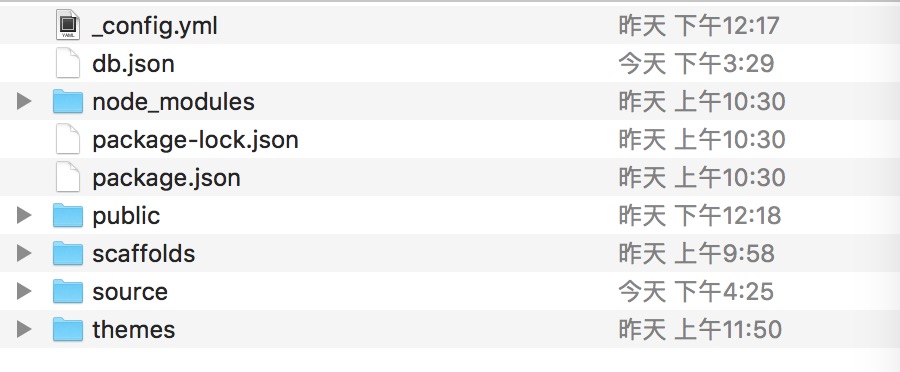 _config.yml 昨天 下午12:17
db.json 今天 下午3:29
node_modules 昨天 上午10:30
package-lock.json 昨天 上午10:30
package.json 昨天 上午10:30
public 昨天 下午12:18
scaffolds 昨天 上午9:58
source 今天 下午4:25
themes 昨天 上午11:50